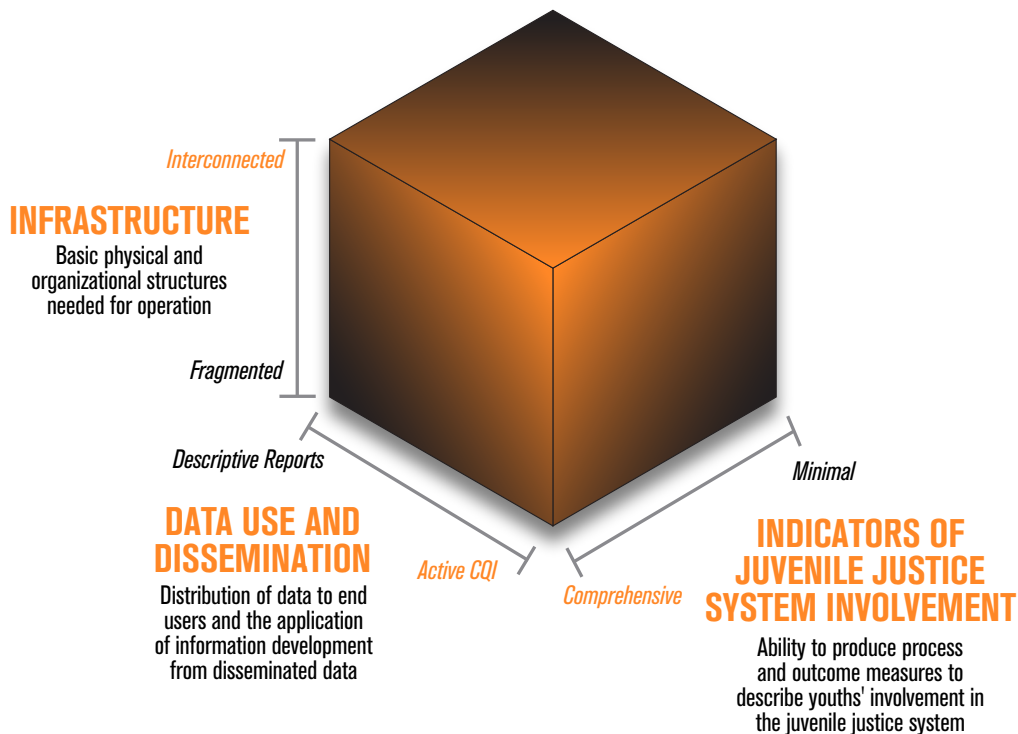 Interconnected
INFRASTRUCTURE
Basic physical and
organizational structures
needed for operation
Fragmented
Descriptive Reports
DATA USE AND
DISSEMINATION
Distribution of data to end
users and the application
of information development
from disseminated data
Active CQI
Comprehensive
Minimal
INDICATORS OF
JUVENILE JUSTICE
SYSTEM INVOLVEMENT
Ability to produce process
and outcome measures to
describe youths' involvement in
the juvenile justice system